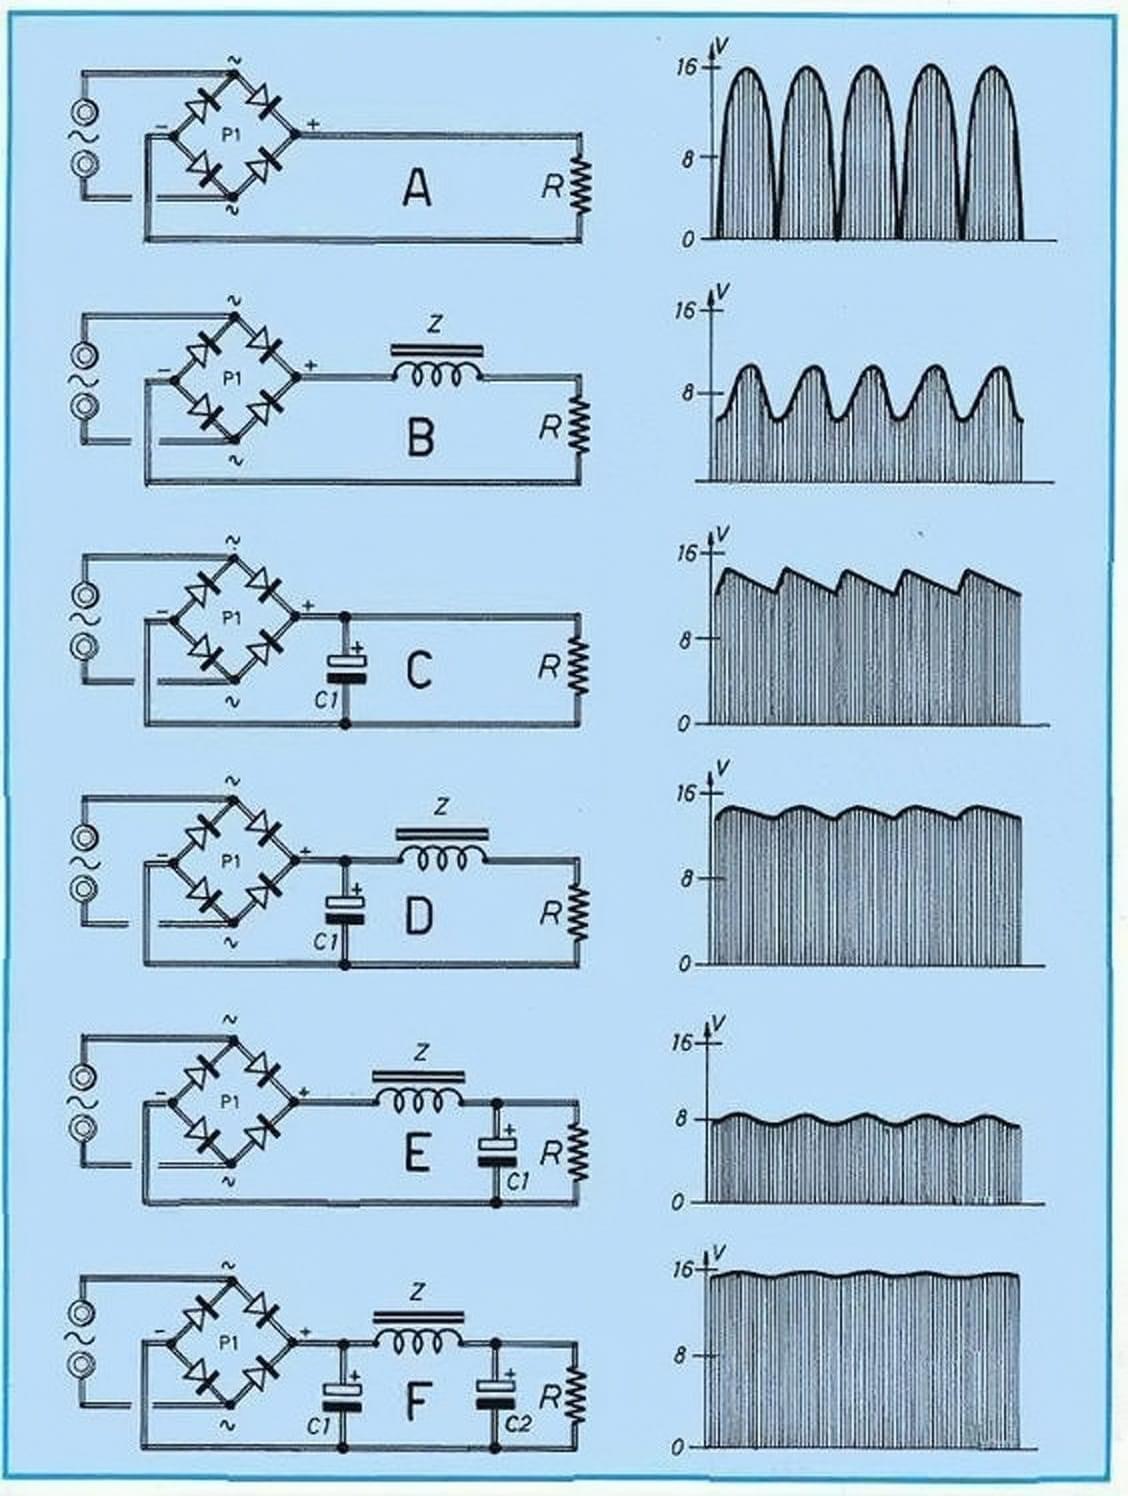 ~
~
P1
-
+
A
R
~
V
16
8
0
~
~
P1
-
+
Z
B
R
~
V
16
8
~
~
P1
-
+
+
C1
C
R
~
V
16
8
0
~
~
P1
-
+
+
C1
Z
D
R
~
V
16
8
0
~
~
P1
-
+
Z
E
+
C1
R
~
V
16
8
0
~
~
P1
-
+
+
C1
Z
F
+
C2
R
~
V
16
8
0